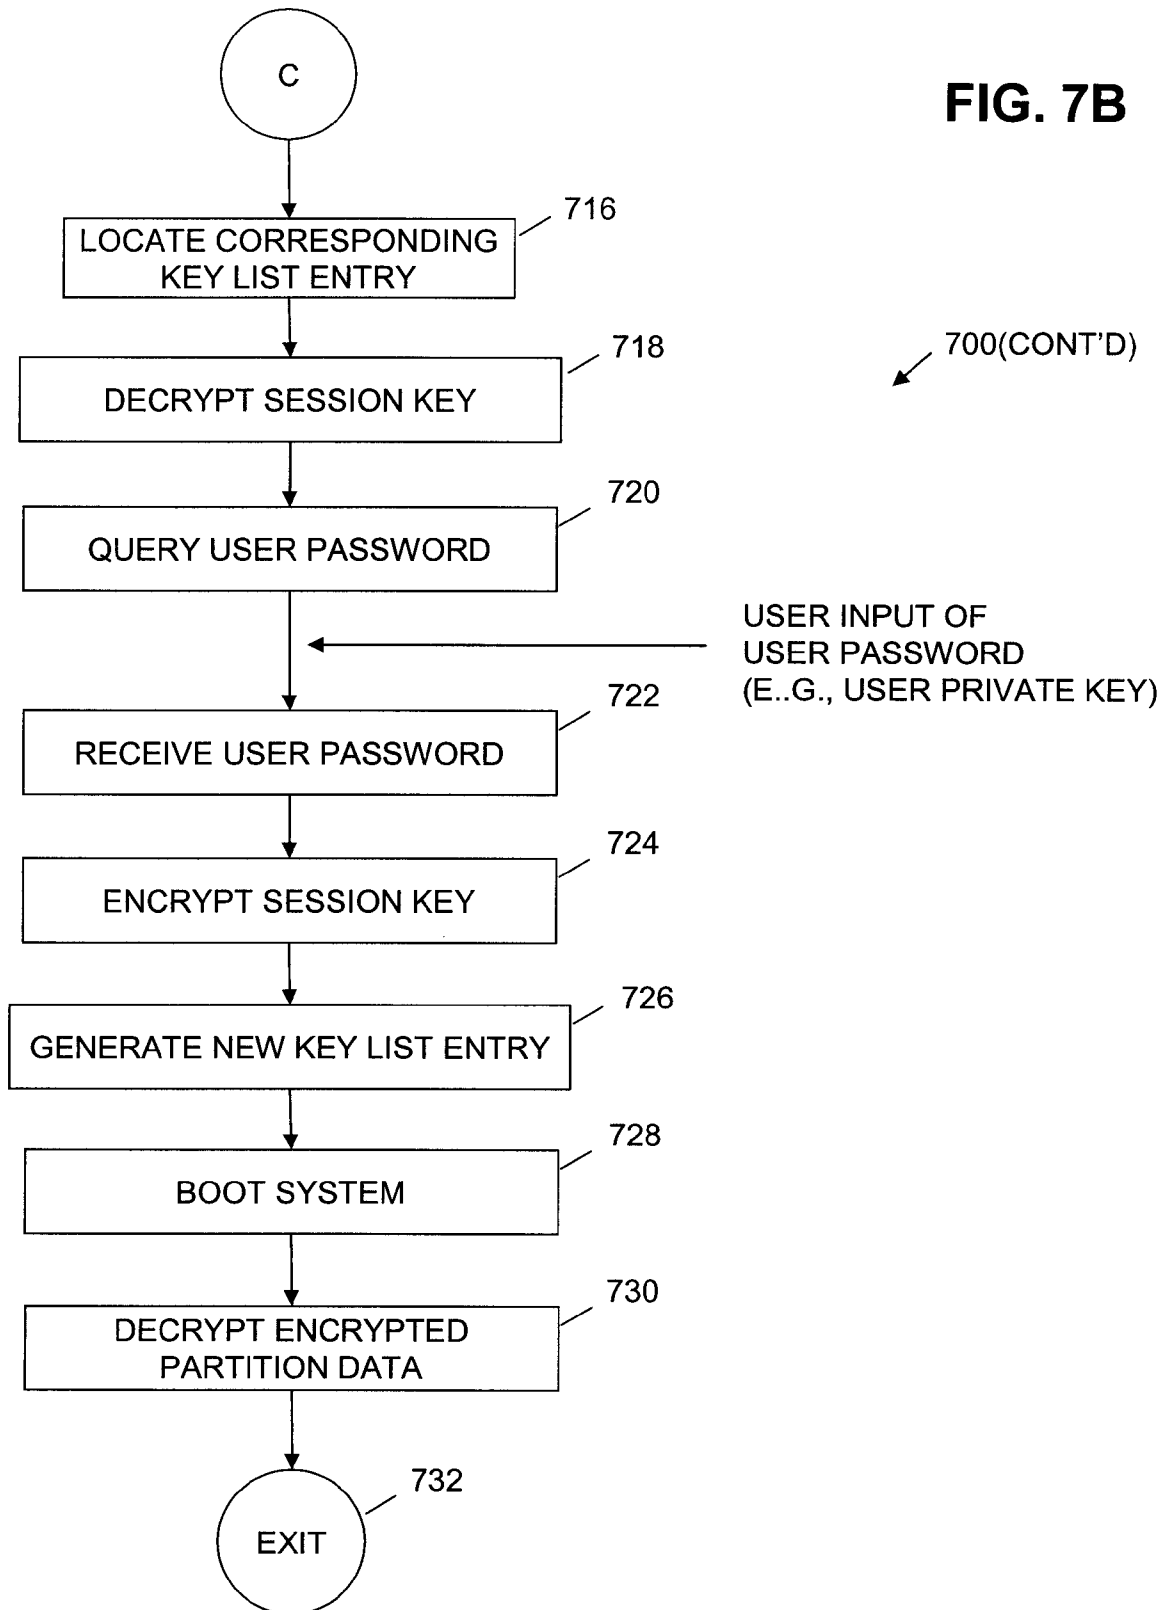 C
FIG. 7B
716
LOCATE CORRESPONDING
KEY LIST ENTRY
718
700(CONT'D)
DECRYPT SESSION KEY
720
QUERY USER PASSWORD
USER INPUT OF
USER PASSWORD
(E..G., USER PRIVATE KEY)
722
RECEIVE USER PASSWORD
724
ENCRYPT SESSION KEY
726
GENERATE NEW KEY LIST ENTRY
728
BOOT SYSTEM
730
DECRYPT ENCRYPTED
PARTITION DATA
732
EXIT